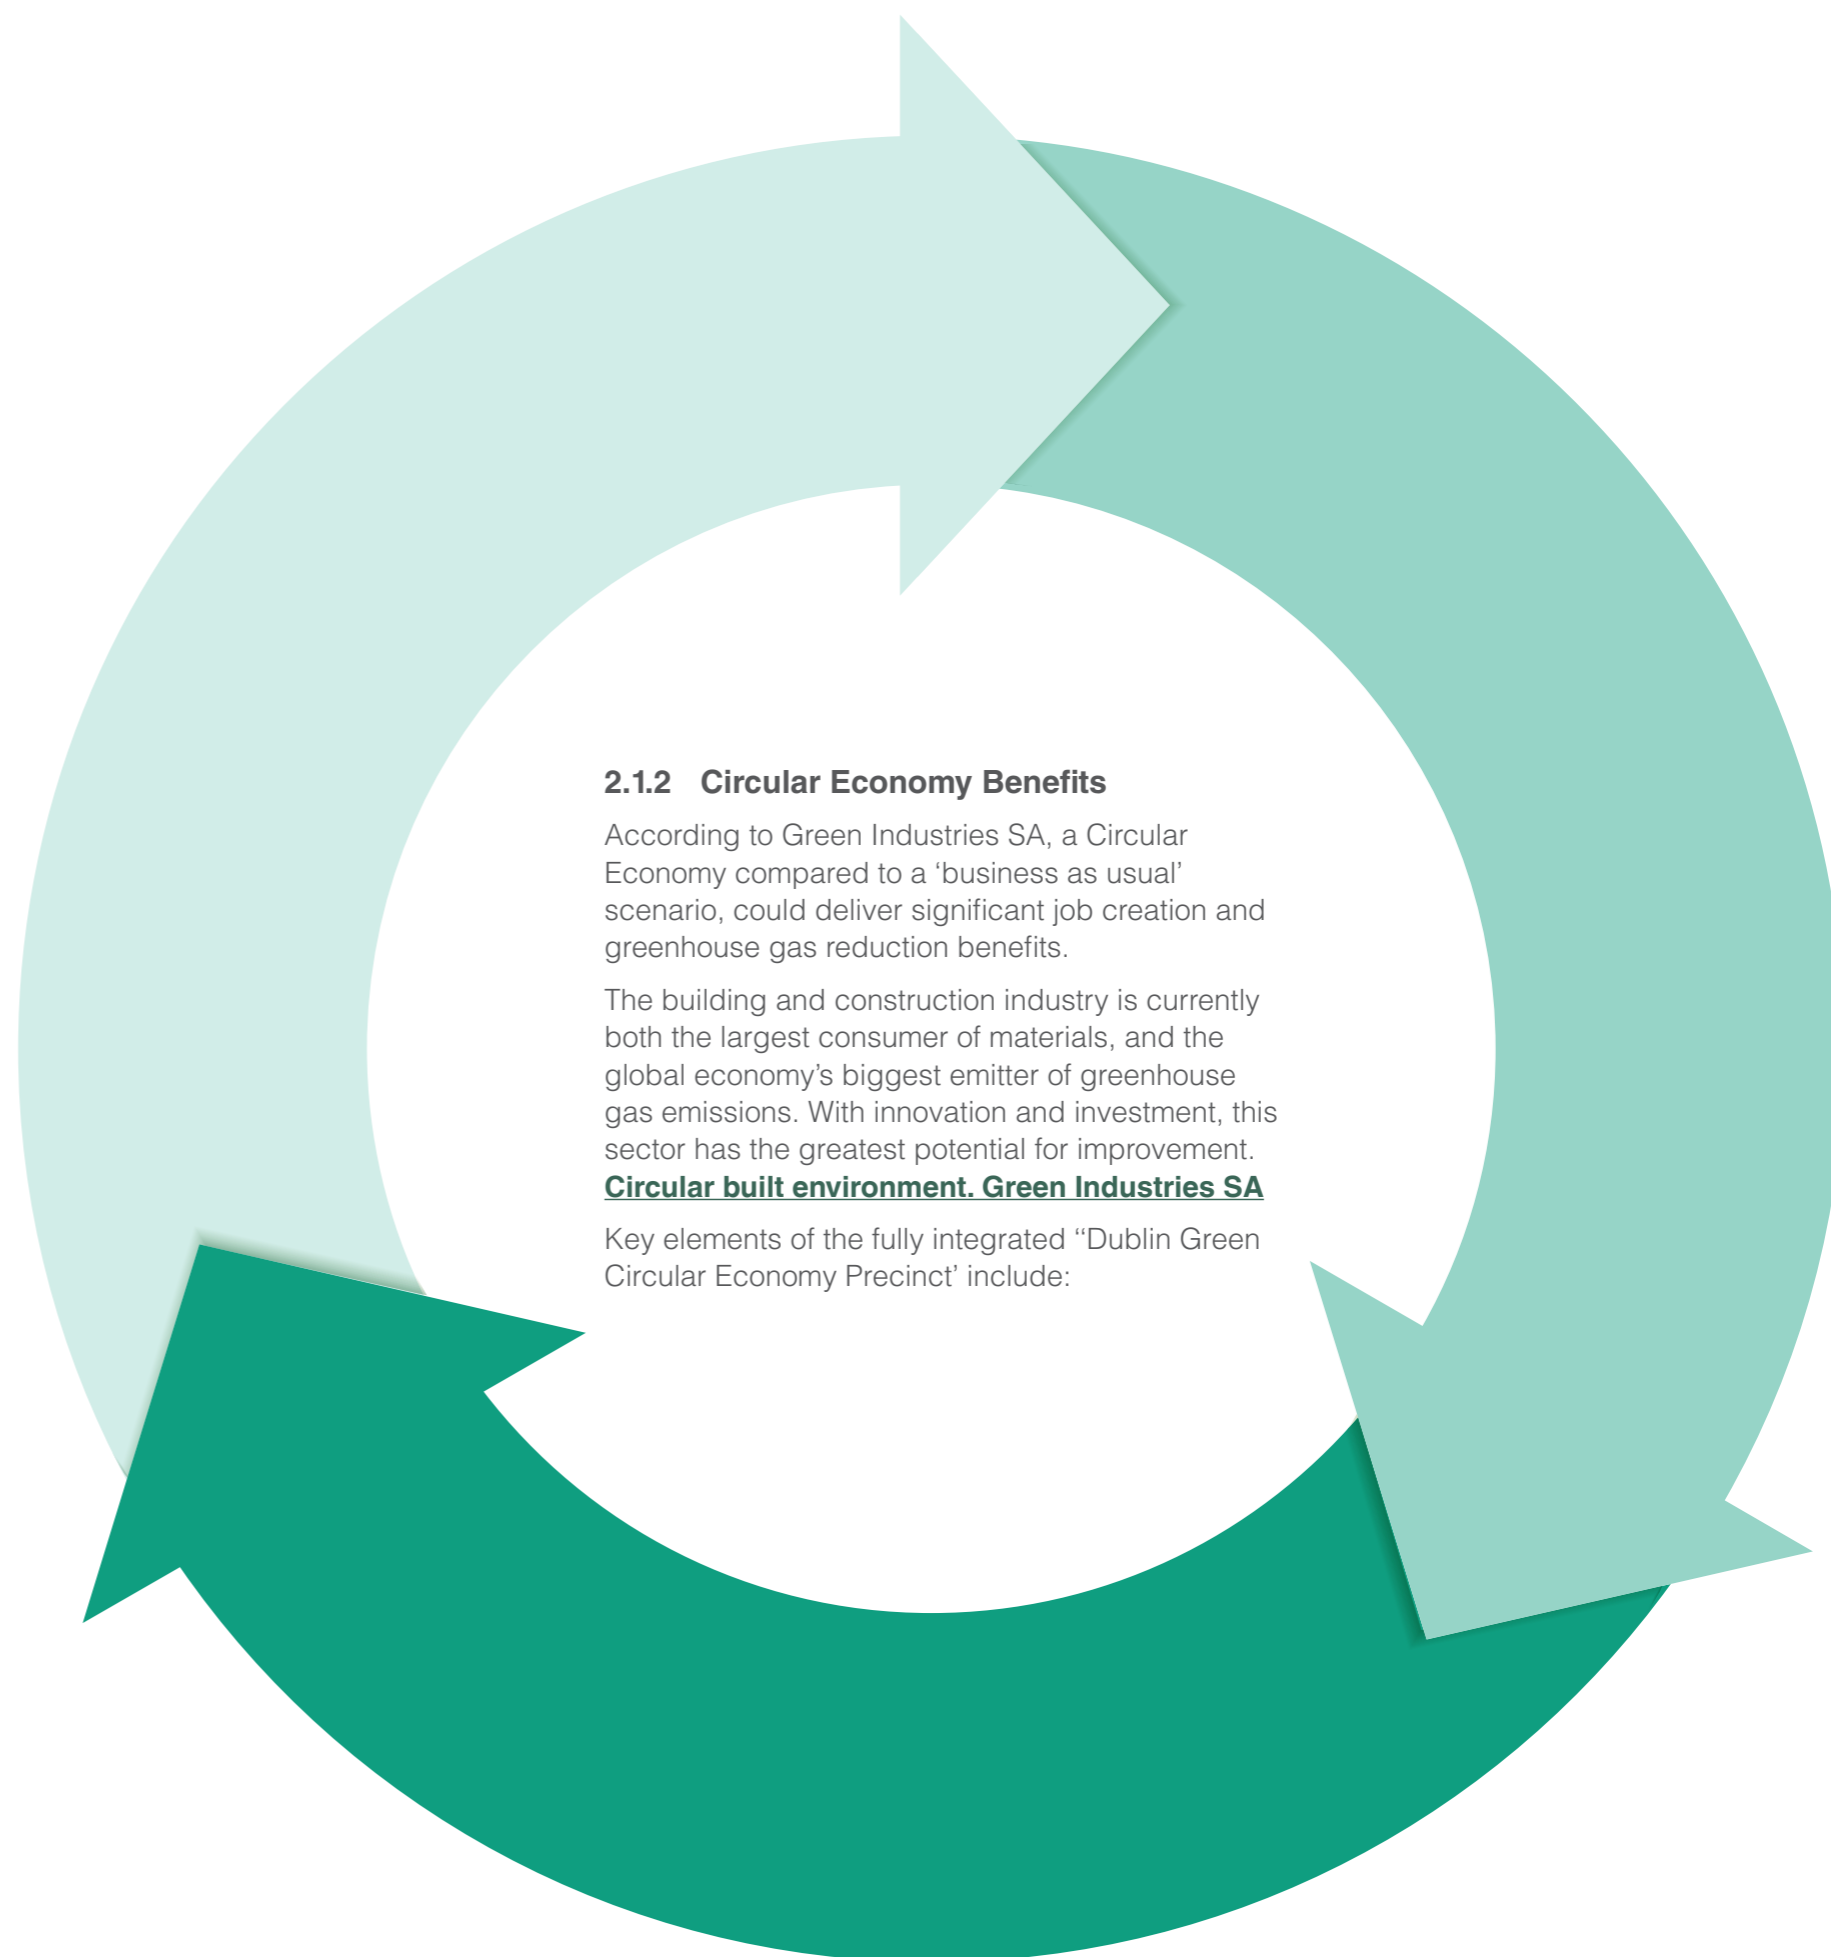 2.1.2 Circular Economy Benefits
According to Green Industries SA, a Circular
Economy compared to a ‘business as usual’
scenario, could deliver significant job creation and
greenhouse gas reduction benefits.
The building and construction industry is currently
both the largest consumer of materials, and the
global economy’s biggest emitter of greenhouse
gas emissions. With innovation and investment, this
sector has the greatest potential for improvement.
Circular built environment. Green Industries SA
Key elements of the fully integrated “Dublin Green
Circular Economy Precinct’ include: